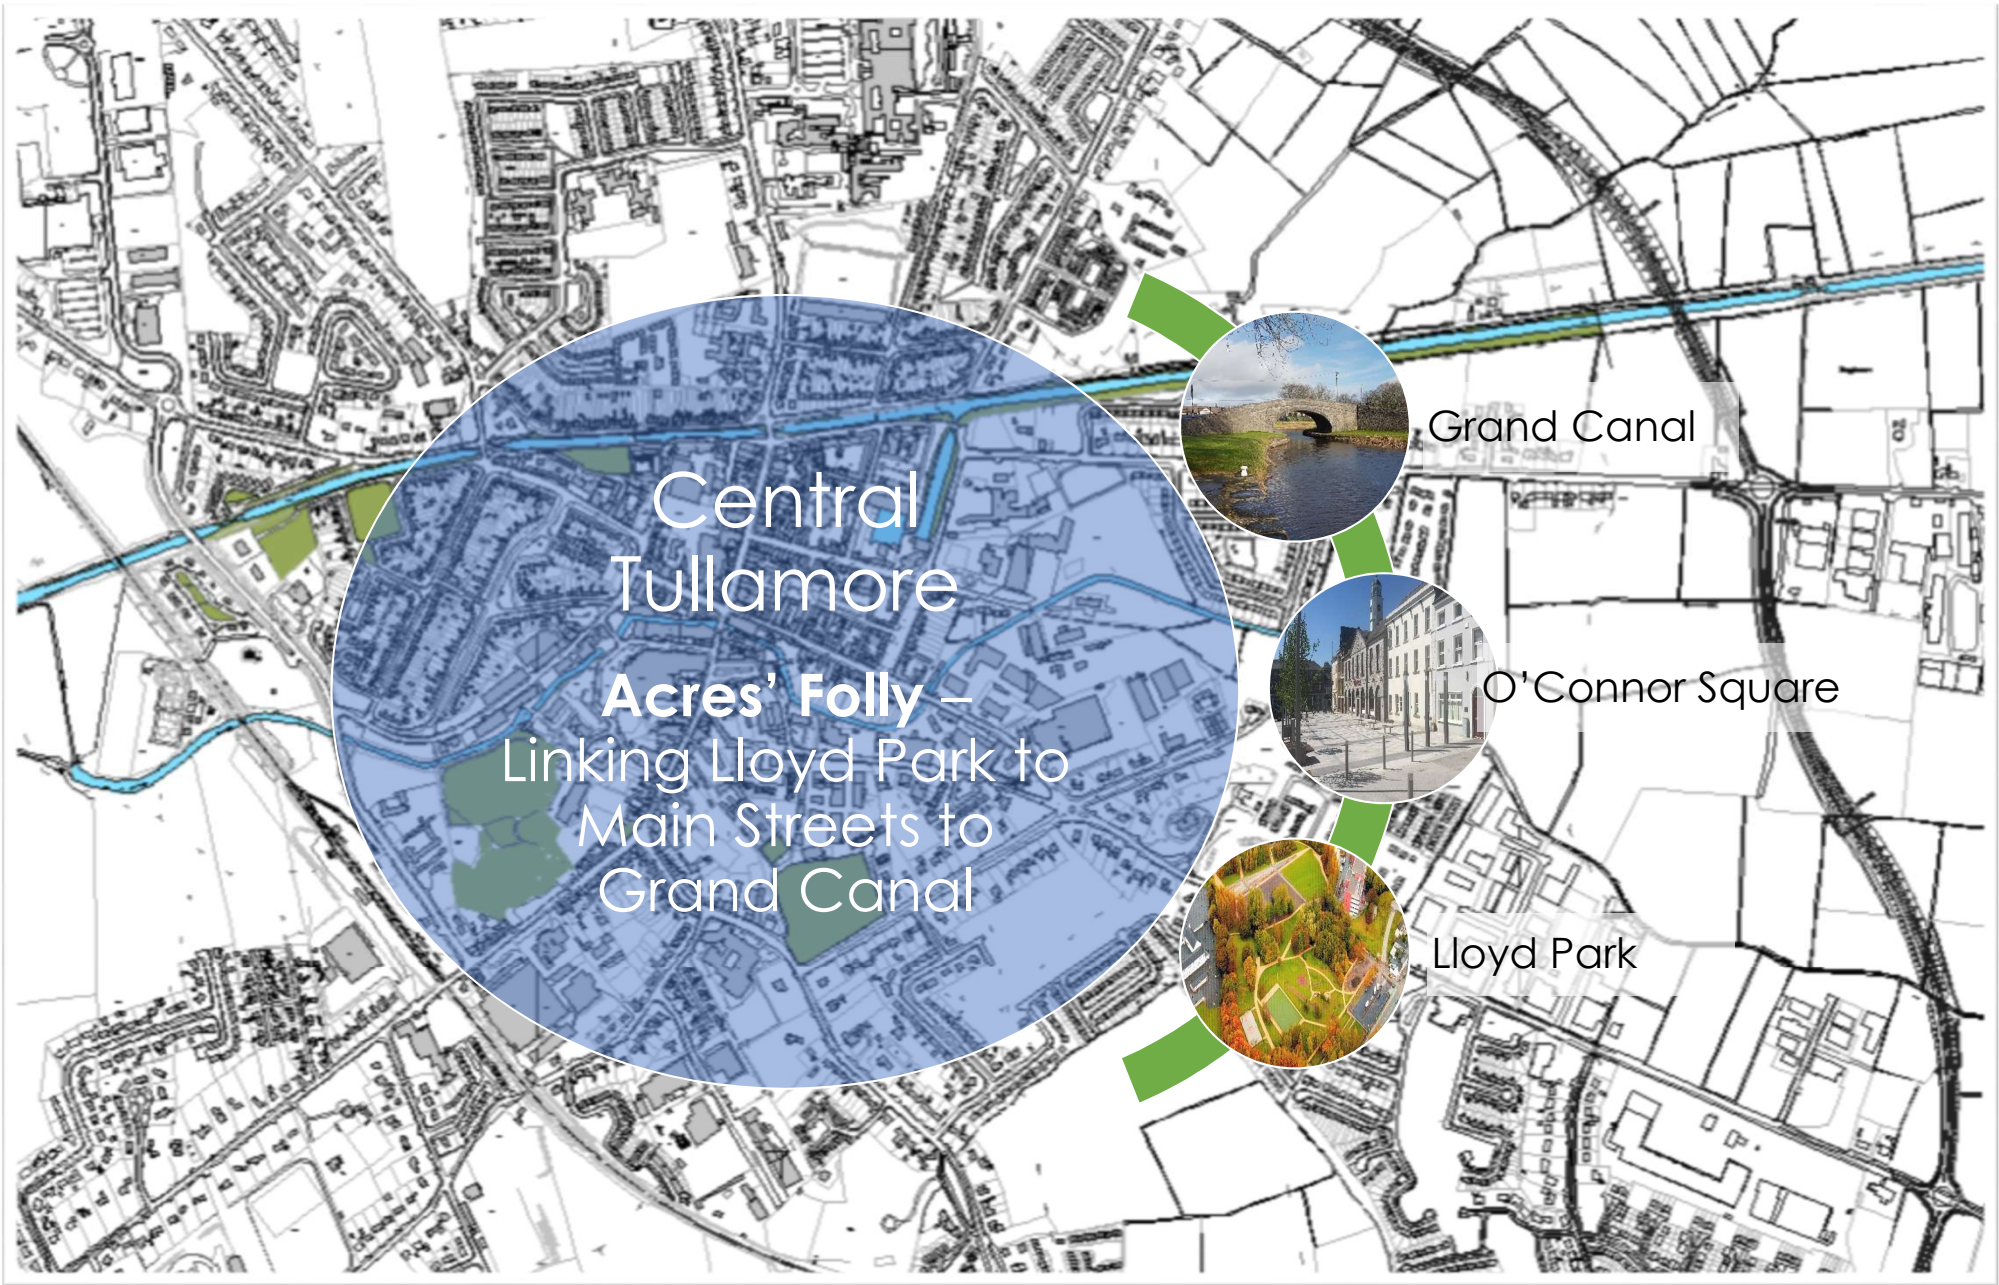 Central
Tullamore
Acres’ Folly –
Linking Lloyd Park to
Main Streets to
Grand Canal
Grand Canal
O’Connor Square
Lloyd Park